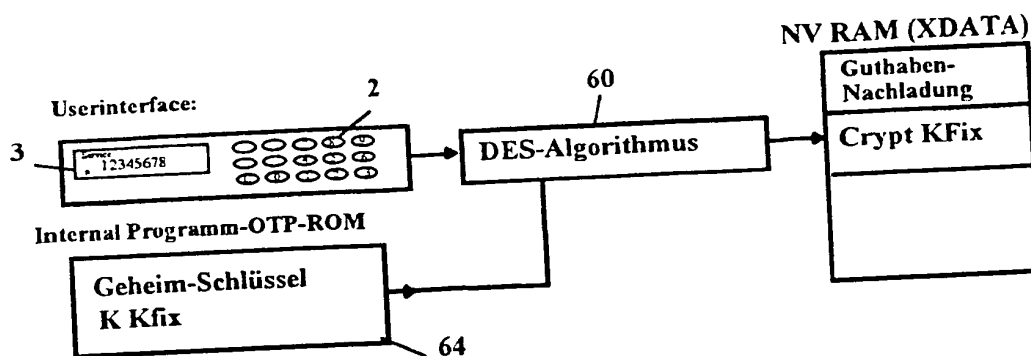 NV RAM (XDATA)
Guthaben-
Nachladung
Crypt KFix
60
DES-Algorithmus
2
Userinterface:
3
Service
. 12345678
Internal Programm-OTP-ROM
Geheim-Schlüssel
K Kfix
64